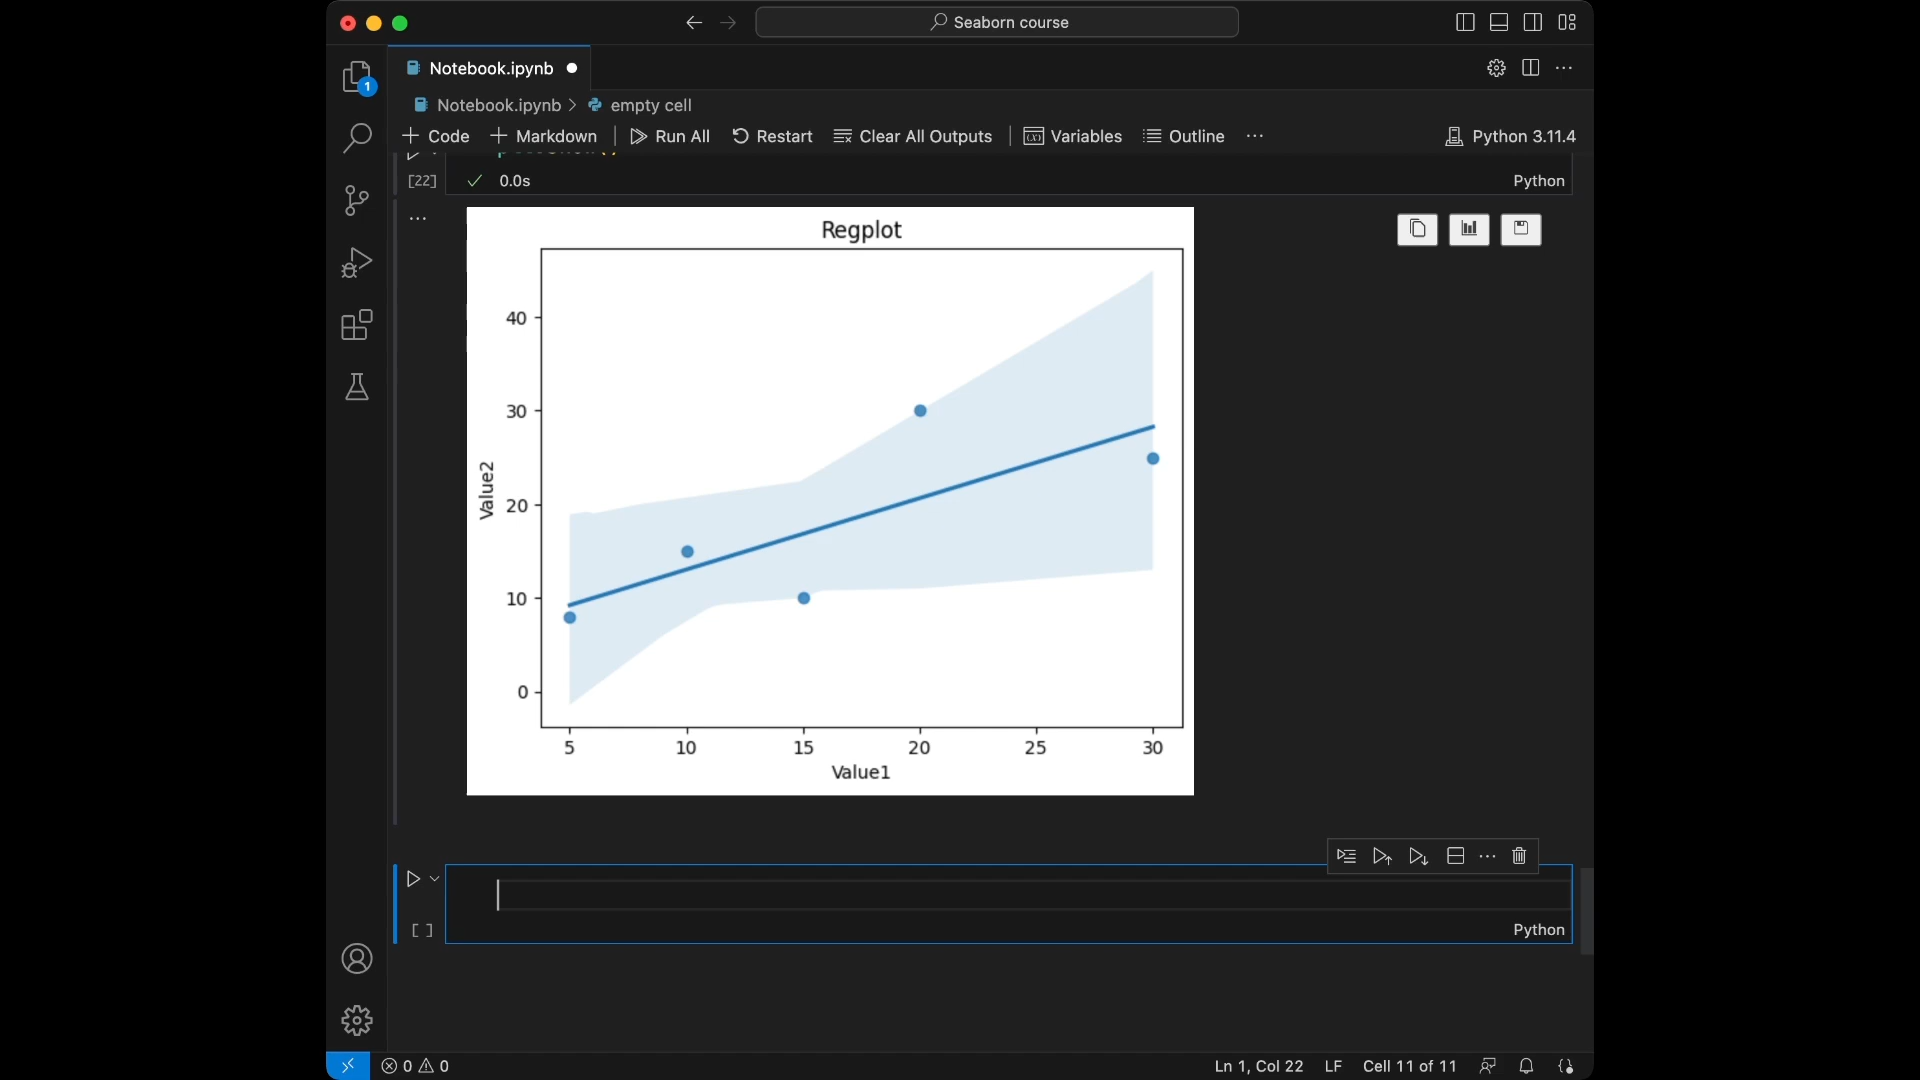 Seaborn course
Notebook.ipynb
Notebook.ipynb > empty cell
Code Markdown Run All Restart Clear All Outputs Variables Outline ... Python 3.11.4
[22] 0.0s Python
Regplot
40
30
20
10
0
Value2
5 10 15 20 25 30
Value1
[ ] Python
0 0 Ln 1, Col 22 LF Cell 11 of 11
1